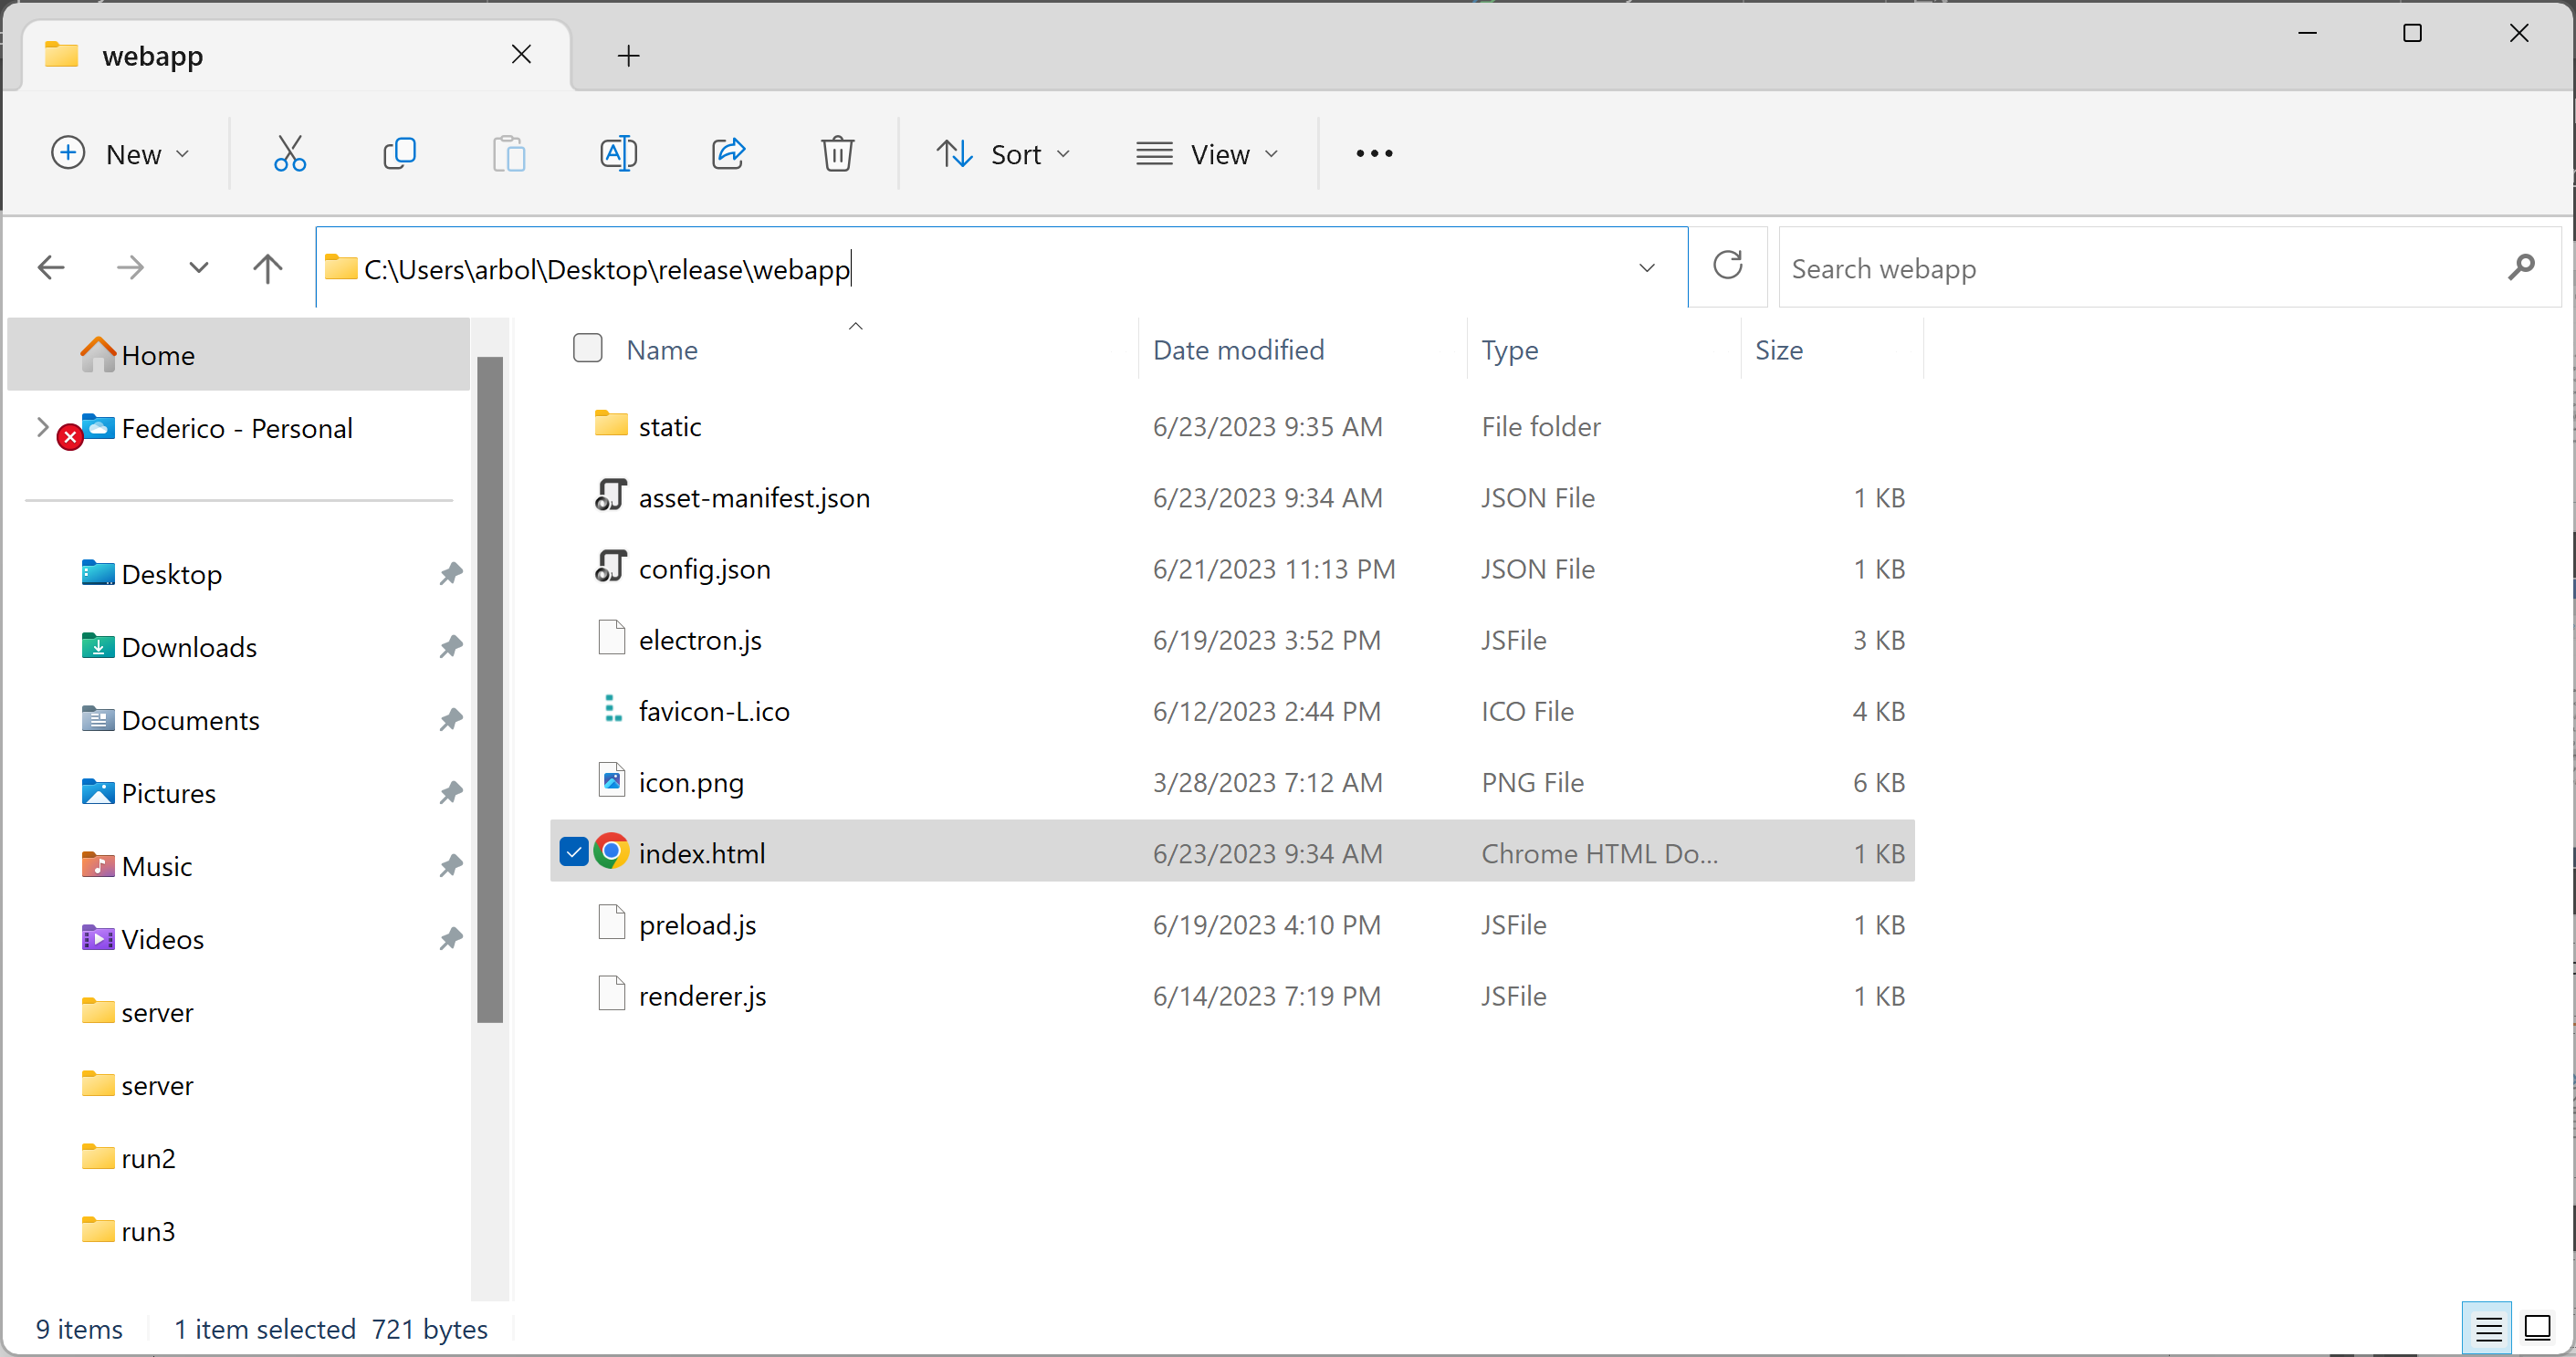 webapp
New
Sort
View
C:\Users\arbol\Desktop\release\webapp
Search webapp
Home
Federico - Personal
Desktop
Downloads
Documents
Pictures
Music
Videos
server
server
run2
run3
Name Date modified Type Size
static 6/23/2023 9:35 AM File folder
asset-manifest.json 6/23/2023 9:34 AM JSON File 1 KB
config.json 6/21/2023 11:13 PM JSON File 1 KB
electron.js 6/19/2023 3:52 PM JSFile 3 KB
favicon-L.ico 6/12/2023 2:44 PM ICO File 4 KB
icon.png 3/28/2023 7:12 AM PNG File 6 KB
index.html 6/23/2023 9:34 AM Chrome HTML Do... 1 KB
preload.js 6/19/2023 4:10 PM JSFile 1 KB
renderer.js 6/14/2023 7:19 PM JSFile 1 KB
9 items 1 item selected 721 bytes